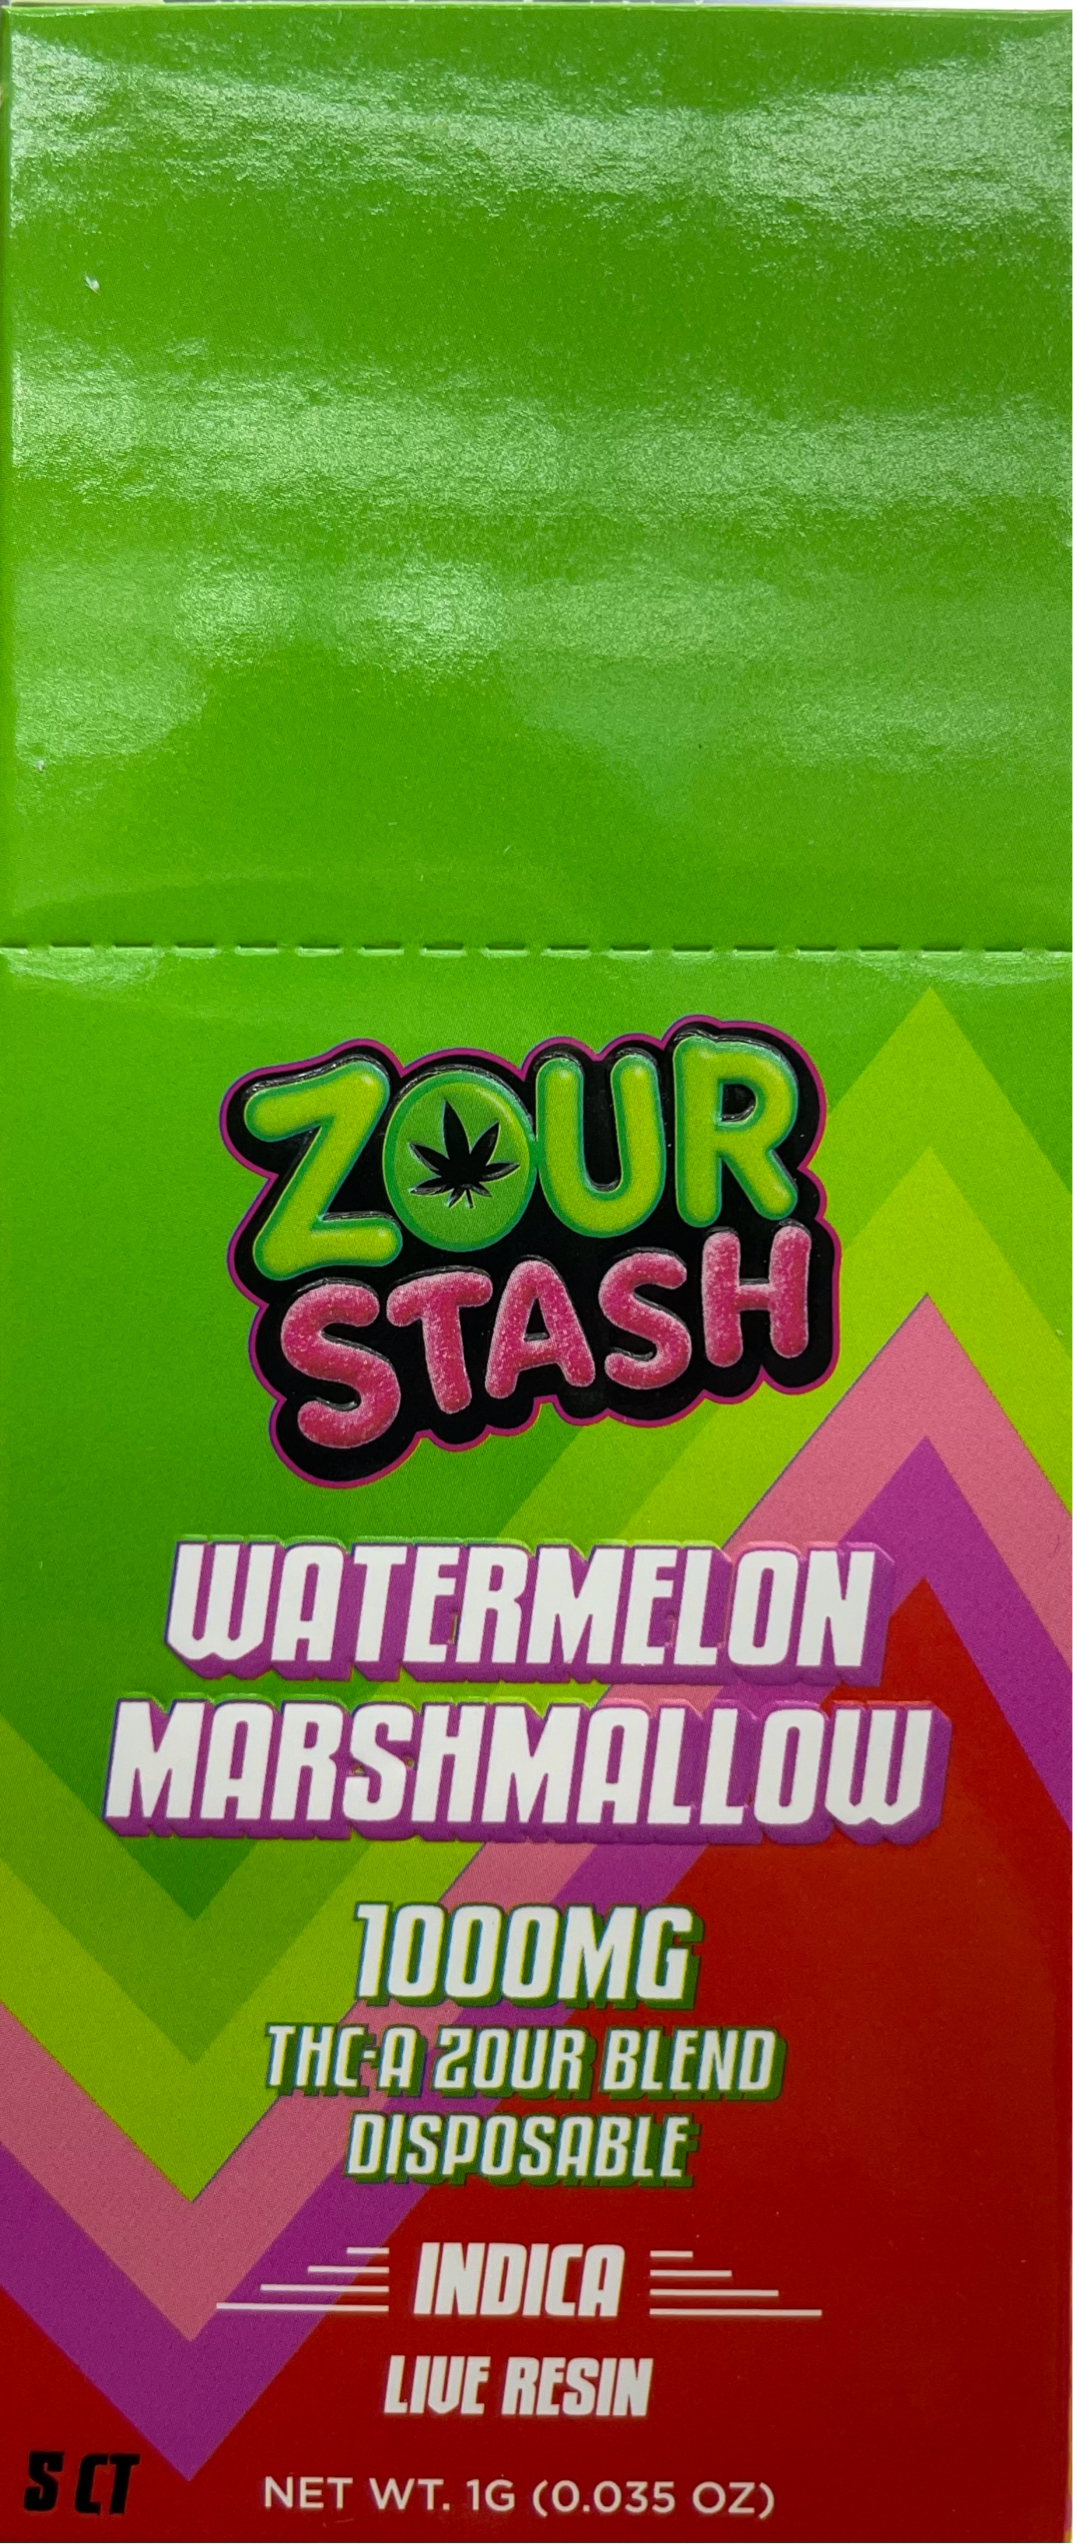 ZOUR
STASH
WATERMELON
MARSHMALLOW
1000MG
THC-A ZOUR BLEND
DISPOSABLE
INDICA
LIVE RESIN
5 CT
NET WT. 1G (0.035 OZ)